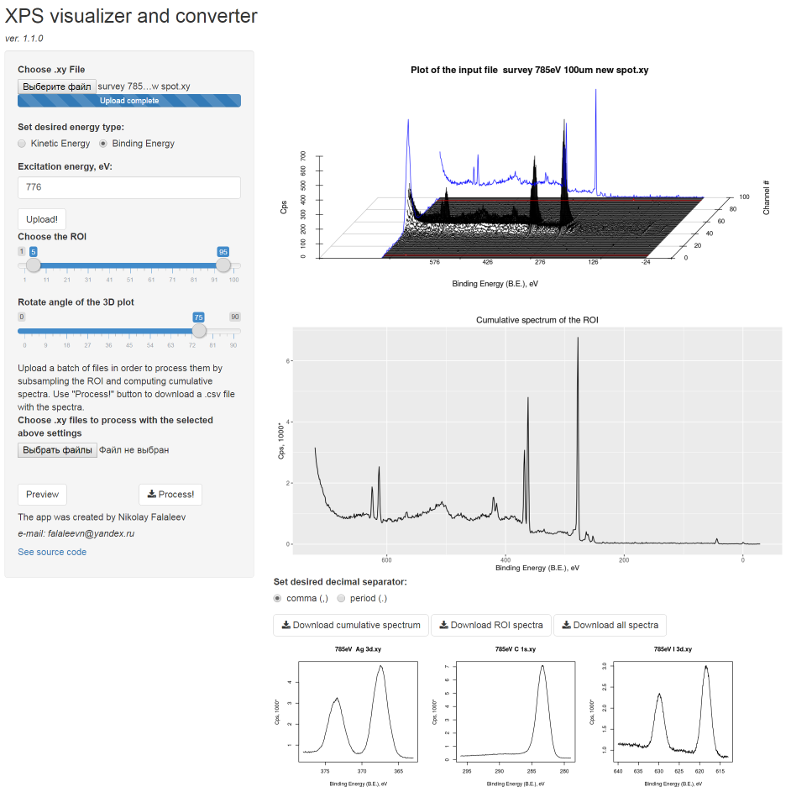 XPS visualizer and converter
ver. 1.1.0
Choose .xy File
Выберите файл survey 785...w spot.xy
Upload complete
Set desired energy type:
Kinetic Energy Binding Energy
Excitation energy, eV:
776
Upload!
Choose the ROI
1 5 95
1 11 21 31 41 51 61 71 81 91 100
Rotate angle of the 3D plot
0 75 90
0 9 18 27 36 45 54 63 72 81 90
Upload a batch of files in order to process them by
subsampling the ROI and computing cumulative
spectra. Use "Process!" button to download a .csv file
with the spectra.
Choose .xy files to process with the selected
above settings
Выбрать файлы Файл не выбран
Preview Process!
The app was created by Nikolay Falaleev
e-mail: falaleevn@yandex.ru
See source code
Plot of the input file survey 785eV 100um new spot.xy
Cps
0 100 200 300 400 500 600 700
576 426 276 126 -24
Binding Energy (B.E.), eV
0 20 40 60 80 100
Channel #
Cumulative spectrum of the ROI
Cps, 1000*
6
4
2
0
600 400 200 0
Binding Energy (B.E.), eV
Set desired decimal separator:
comma (,) period (.)
Download cumulative spectrum Download ROI spectra Download all spectra
785eV Ag 3d.xy
Cps, 1000*
1 2 3 4
375 370 365
Binding Energy (B.E.), eV
785eV C 1s.xy
Cps, 1000*
0 1 2 3 4 5 6 7
295 290 285 280
Binding Energy (B.E.), eV
785eV I 3d.xy
Cps, 1000*
1.0 1.5 2.0 2.5 3.0
640 635 630 625 620 615
Binding Energy (B.E.), eV